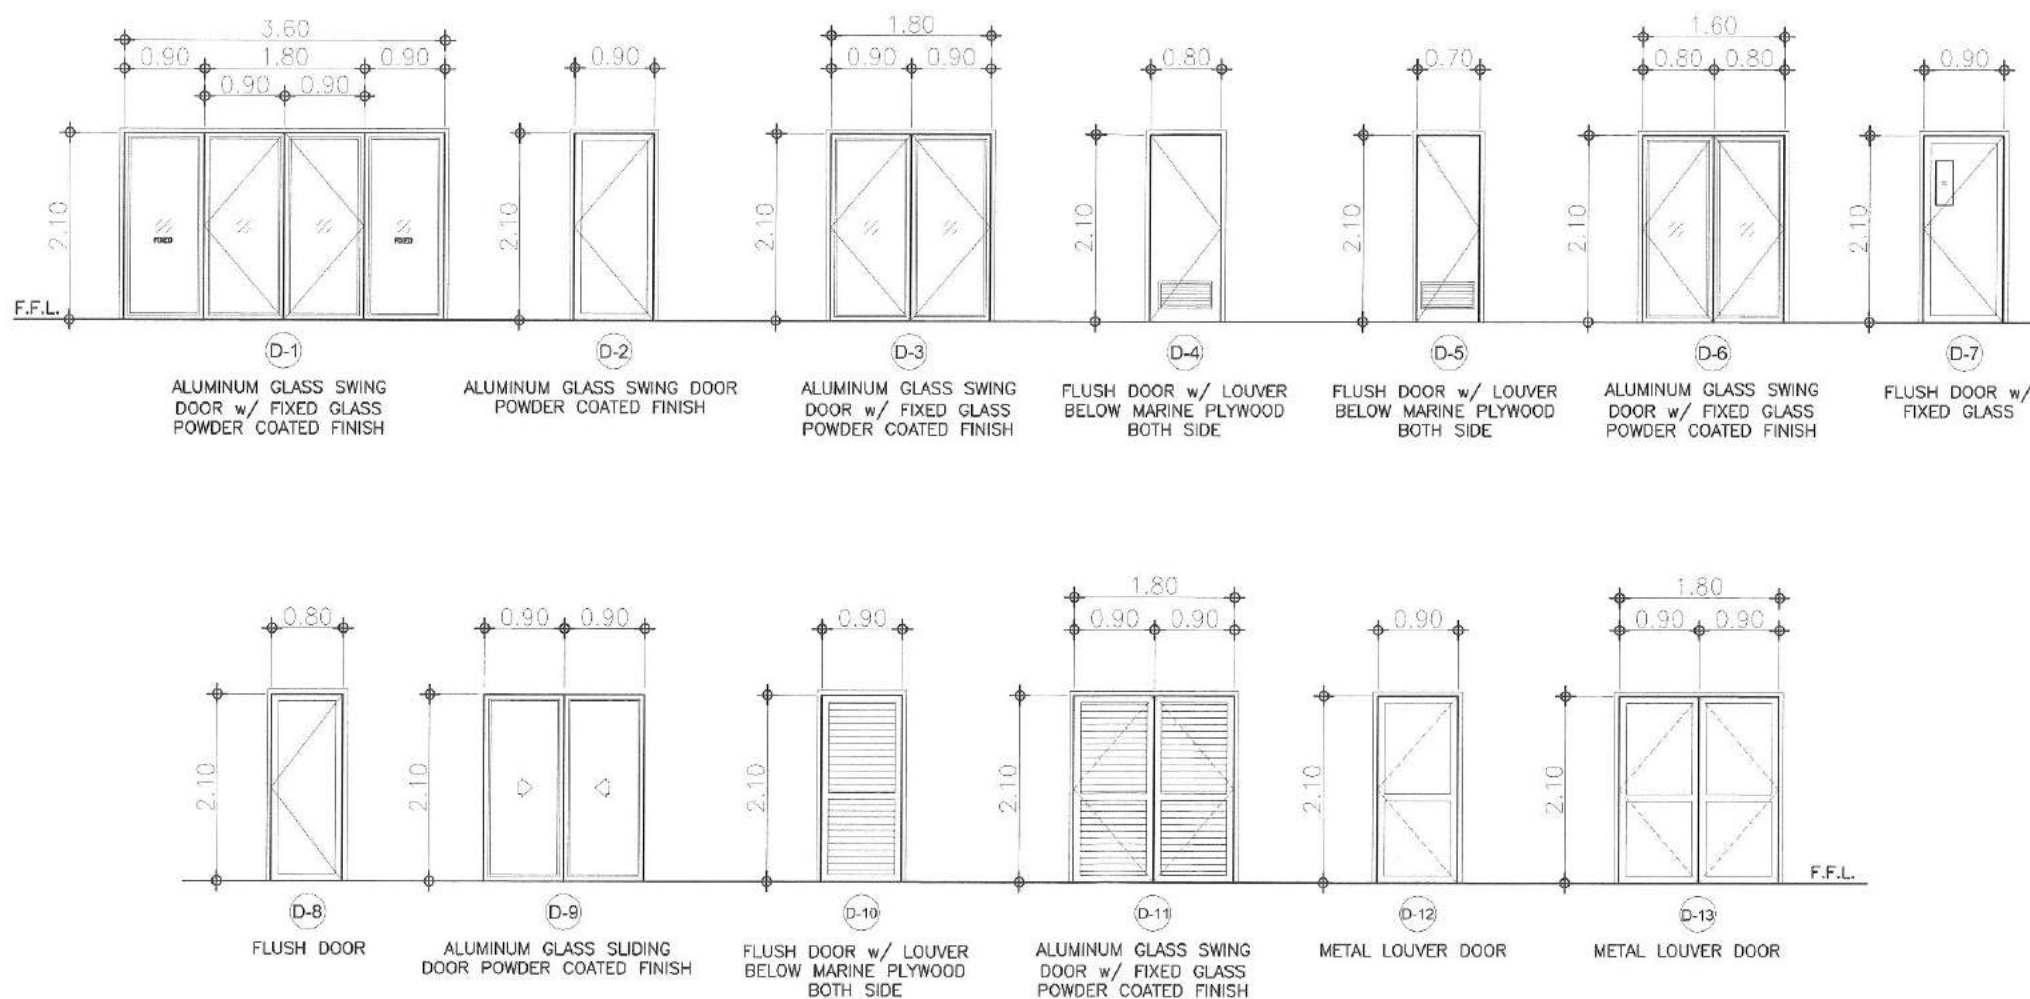 3.60
0.90 1.80 0.90
0.90 0.90
2.10
FIXED
FIXED
F.F.L.
D-1
ALUMINUM GLASS SWING
DOOR w/ FIXED GLASS
POWDER COATED FINISH
0.90
2.10
D-2
ALUMINUM GLASS SWING DOOR
POWDER COATED FINISH
1.80
0.90 0.90
2.10
D-3
ALUMINUM GLASS SWING
DOOR w/ FIXED GLASS
POWDER COATED FINISH
0.80
2.10
D-4
FLUSH DOOR w/ LOUVER
BELOW MARINE PLYWOOD
BOTH SIDE
0.70
2.10
D-5
FLUSH DOOR w/ LOUVER
BELOW MARINE PLYWOOD
BOTH SIDE
1.60
0.80 0.80
2.10
D-6
ALUMINUM GLASS SWING
DOOR w/ FIXED GLASS
POWDER COATED FINISH
0.90
2.10
D-7
FLUSH DOOR w/
FIXED GLASS
0.80
2.10
D-8
FLUSH DOOR
0.90 0.90
2.10
D-9
ALUMINUM GLASS SLIDING
DOOR POWDER COATED FINISH
0.90
2.10
D-10
FLUSH DOOR w/ LOUVER
BELOW MARINE PLYWOOD
BOTH SIDE
1.80
0.90 0.90
2.10
D-11
ALUMINUM GLASS SWING
DOOR w/ FIXED GLASS
POWDER COATED FINISH
0.90
2.10
D-12
METAL LOUVER DOOR
1.80
0.90 0.90
2.10
F.F.L.
D-13
METAL LOUVER DOOR